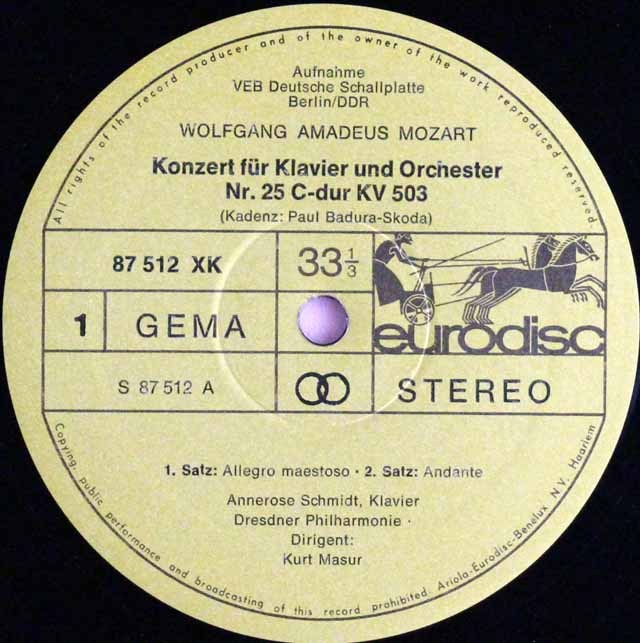 All rights of the record producer and of the owner of the work reproduced reserved
Aufnahme
VEB Deutsche Schallplatte
Berlin/DDR
WOLFGANG AMADEUS MOZART
Konzert für Klavier und Orchester
Nr. 25 C-dur KV 503
(Kadenz: Paul Badura-Skoda)
87 512 XK
33 1/3
1
GEMA
eurodisc
S 87 512 A
STEREO
1. Satz: Allegro maestoso · 2. Satz: Andante
Annerose Schmidt, Klavier
Dresdner Philharmonie ·
Dirigent:
Kurt Masur
Copying, public performance and broadcasting of this record prohibited. Ariola-Eurodisc-Benelux N.V. Haarlem